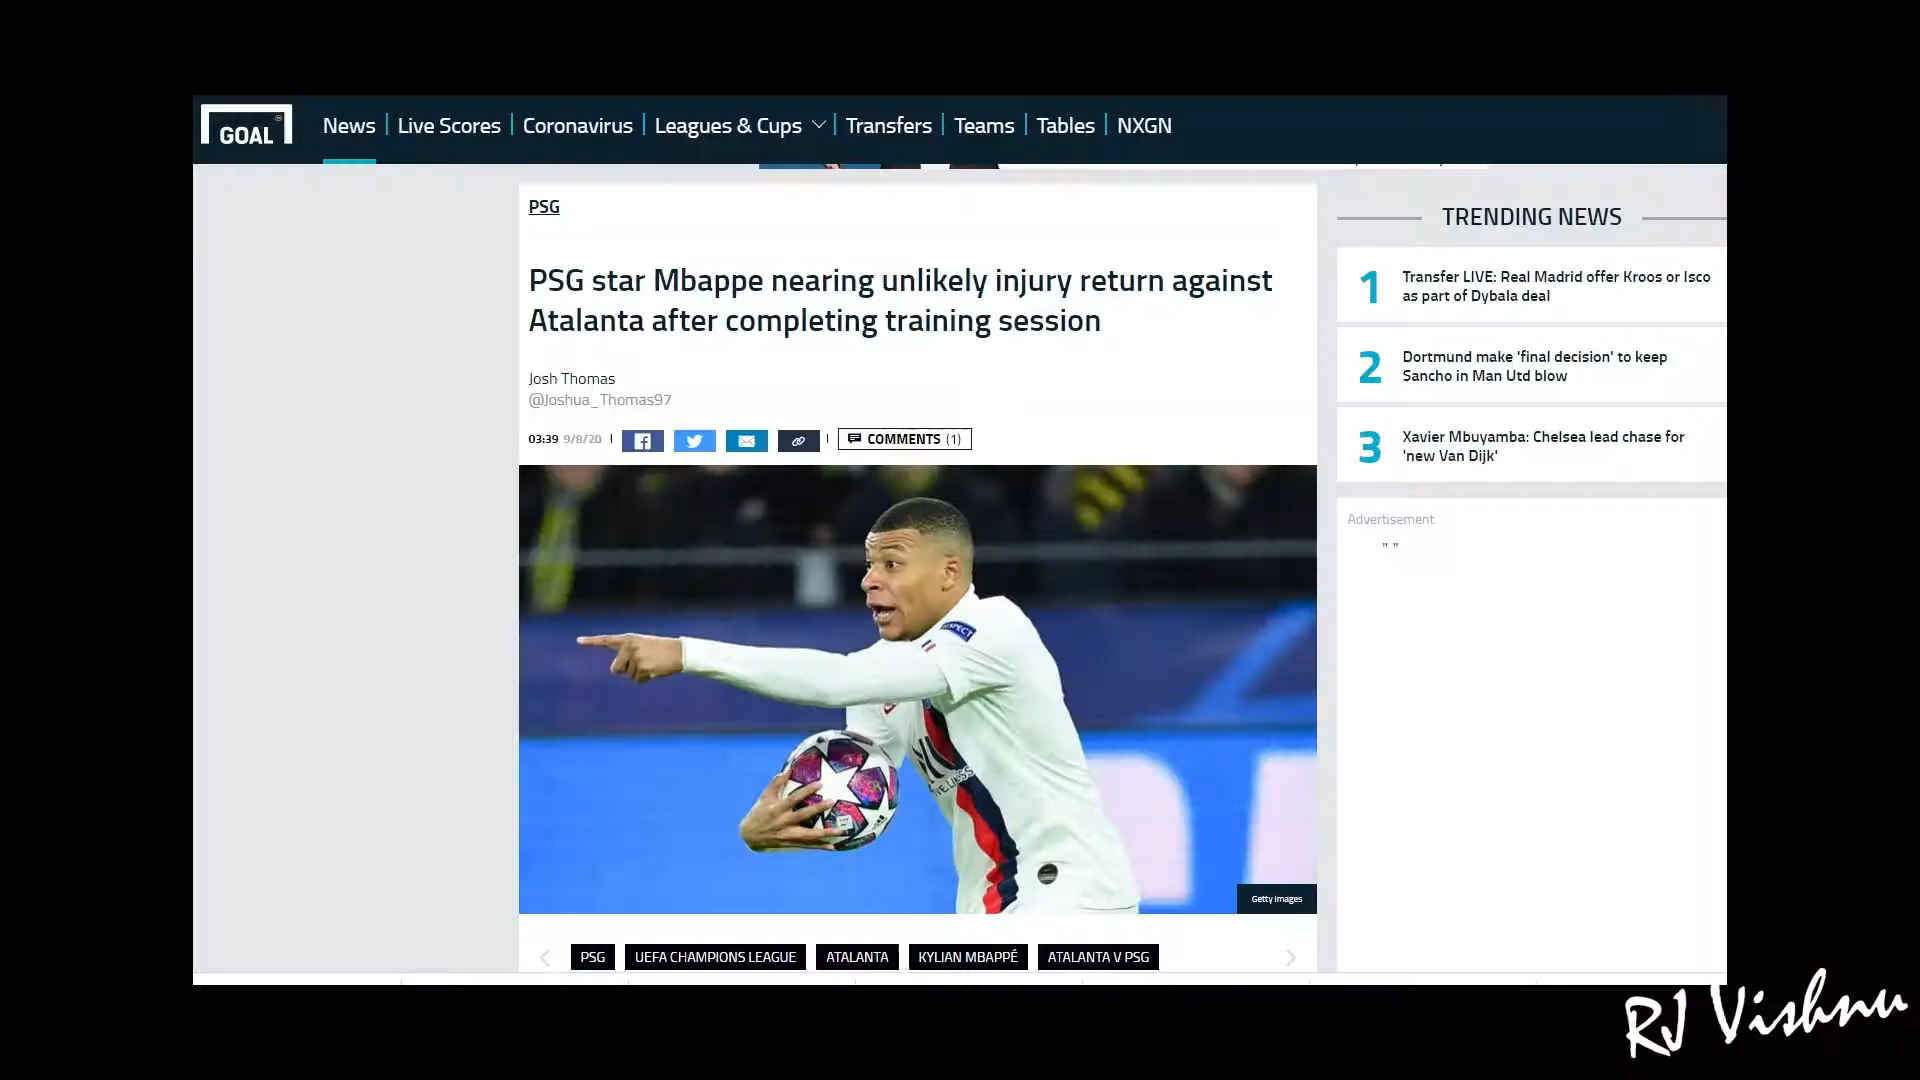 GOAL
News
Live Scores
Coronavirus
Leagues & Cups
Transfers
Teams
Tables
NXGN
PSG
PSG star Mbappe nearing unlikely injury return against
Atalanta after completing training session
Josh Thomas
@Joshua_Thomas97
03:39 9/8/20
COMMENTS (1)
RESPECT
Getty Images
PSG
UEFA CHAMPIONS LEAGUE
ATALANTA
KYLIAN MBAPPÉ
ATALANTA V PSG
TRENDING NEWS
1
Transfer LIVE: Real Madrid offer Kroos or Isco
as part of Dybala deal
2
Dortmund make 'final decision' to keep
Sancho in Man Utd blow
3
Xavier Mbuyamba: Chelsea lead chase for
'new Van Dijk'
Advertisement
" "
RJ Vishnu